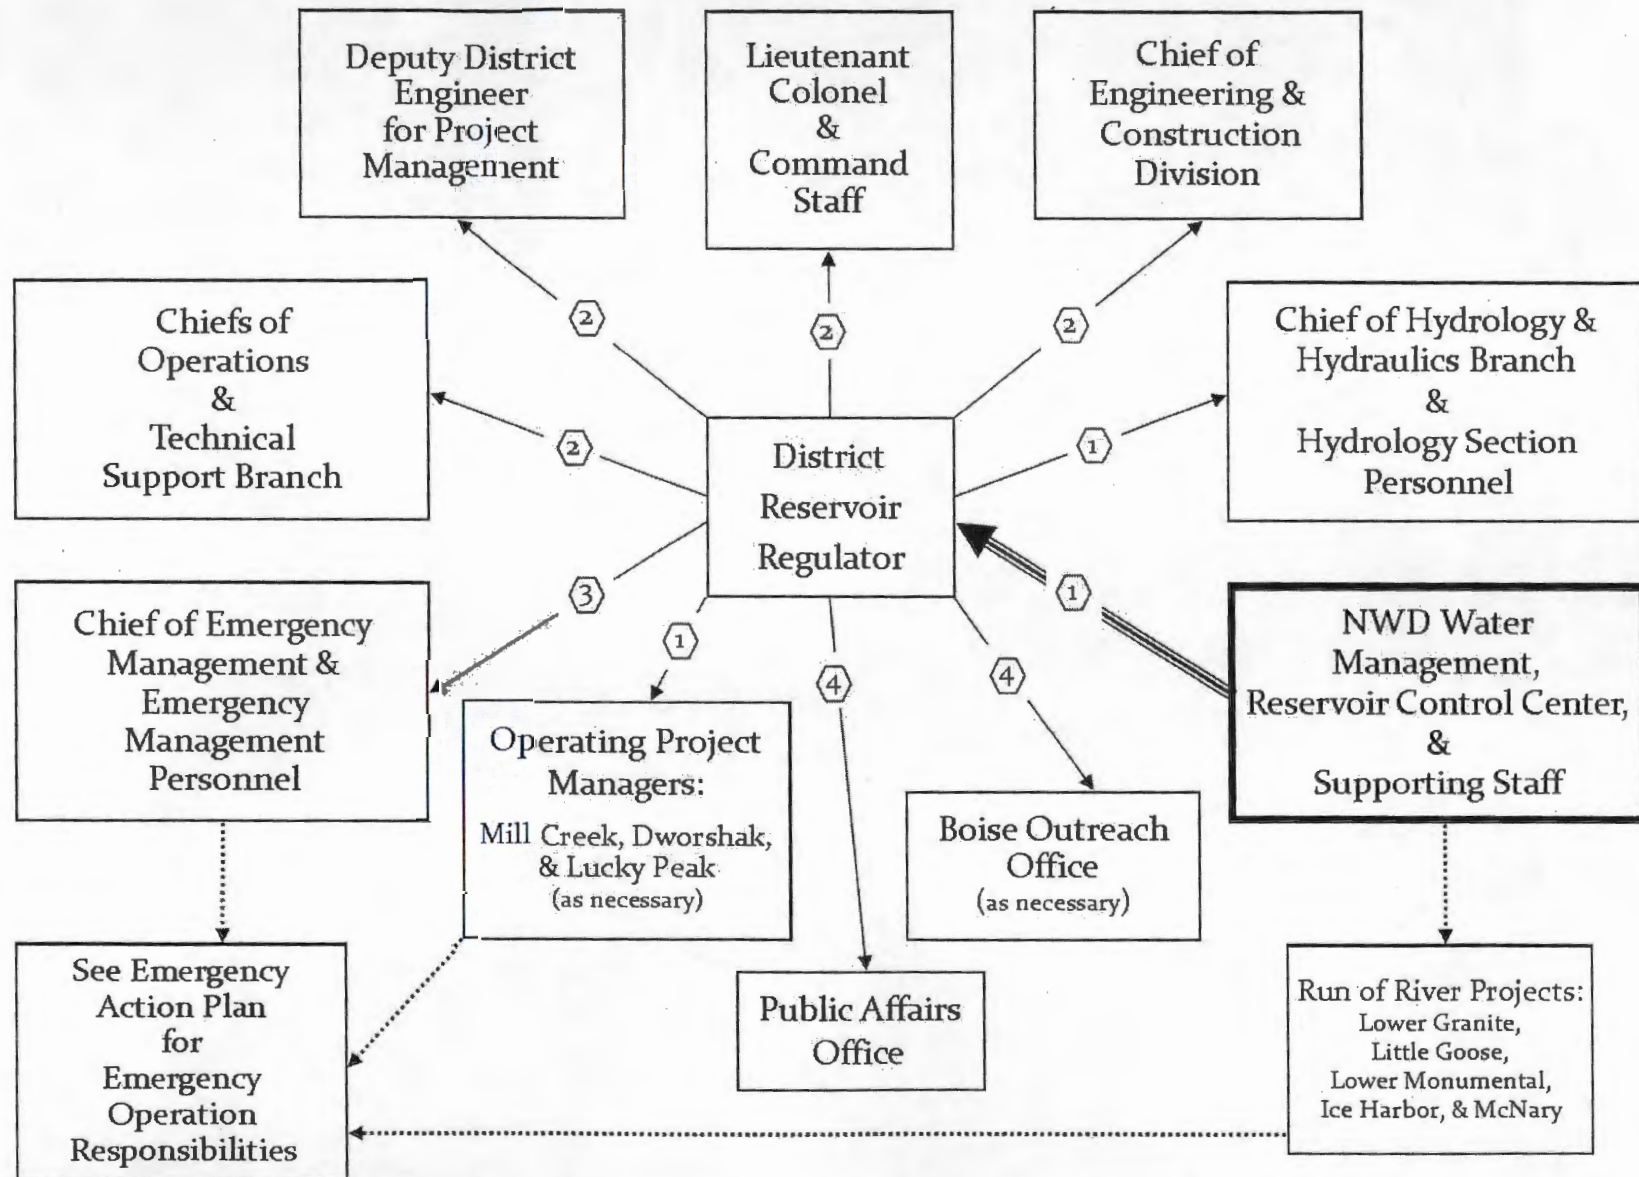 Deputy District
Engineer
for Project
Management
Lieutenant
Colonel
&
Command
Staff
Chief of
Engineering &
Construction
Division
Chiefs of
Operations
&
Technical
Support Branch
2
2
2
2
Chief of Hydrology &
Hydraulics Branch
&
Hydrology Section
Personnel
1
District
Reservoir
Regulator
Chief of Emergency
Management &
Emergency
Management
Personnel
3
1
4
4
1
NWD Water
Management,
Reservoir Control Center,
&
Supporting Staff
Operating Project
Managers:
Mill Creek, Dworshak,
& Lucky Peak
(as necessary)
Boise Outreach
Office
(as necessary)
See Emergency
Action Plan
for
Emergency
Operation
Responsibilities
Public Affairs
Office
Run of River Projects:
Lower Granite,
Little Goose,
Lower Monumental,
Ice Harbor, & McNary